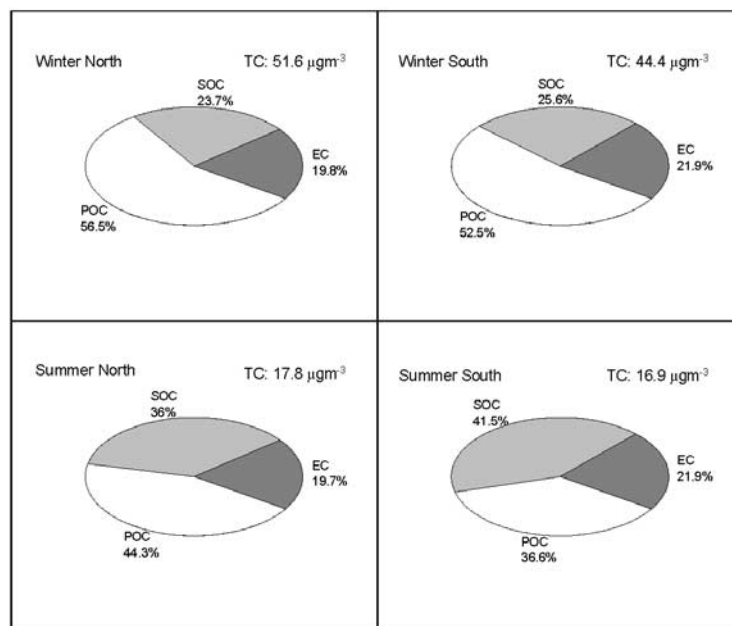 Winter North TC: 51.6 μgm⁻³
SOC
23.7%
EC
19.8%
POC
56.5%
Winter South TC: 44.4 μgm⁻³
SOC
25.6%
EC
21.9%
POC
52.5%
Summer North TC: 17.8 μgm⁻³
SOC
36%
EC
19.7%
POC
44.3%
Summer South TC: 16.9 μgm⁻³
SOC
41.5%
EC
21.9%
POC
36.6%